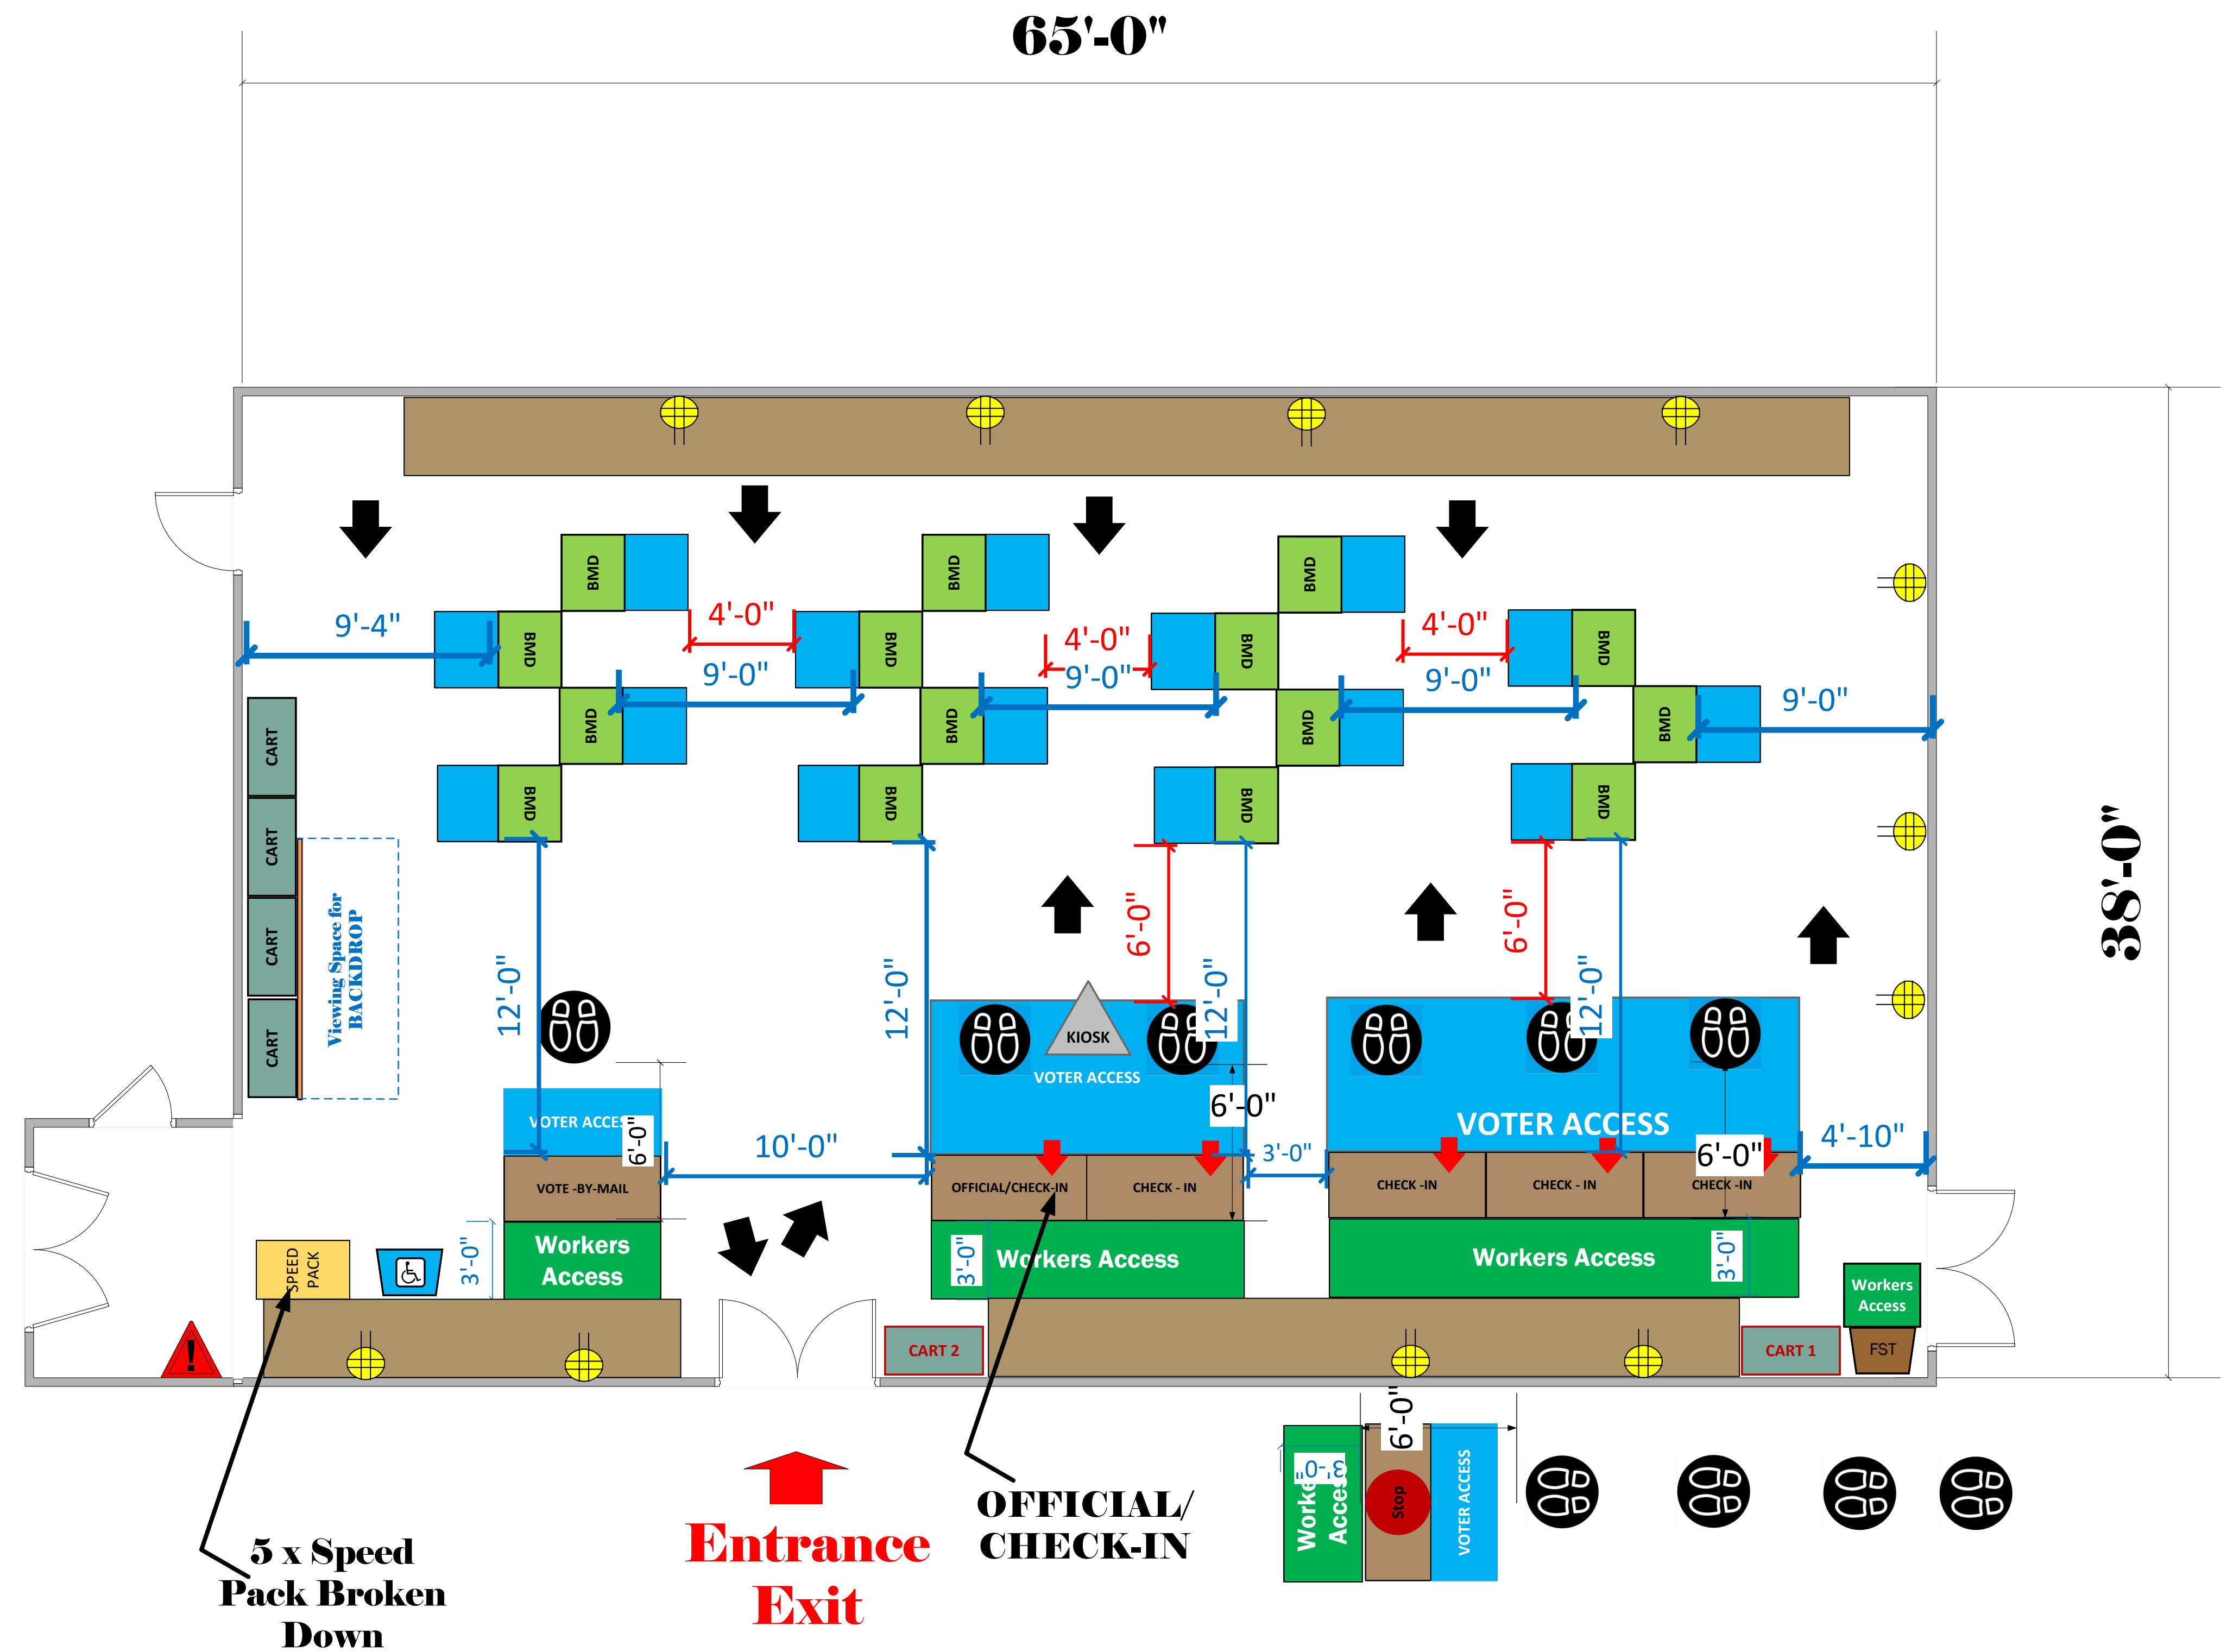 65'-0"
BMD
BMD
BMD
9'-4"
4'-0"
4'-0"
4'-0"
BMD
BMD
BMD
BMD
9'-0"
9'-0"
9'-0"
9'-0"
BMD
BMD
BMD
BMD
CART
BMD
BMD
BMD
BMD
CART
38'-0"
Viewing Space for
BACKDROP
CART
12'-0"
12'-0"
6'-0"
12'-0"
6'-0"
12'-0"
CART
KIOSK
VOTER ACCESS
6'-0"
VOTER ACCESS
6'-0"
VOTER ACCESS
10'-0"
3'-0"
6'-0"
4'-10"
VOTE -BY-MAIL
OFFICIAL/CHECK-IN
CHECK - IN
CHECK -IN
CHECK - IN
CHECK -IN
SPEED
PACK
3'-0"
Workers
Access
3'-0"
Workers Access
Workers Access
3'-0"
Workers
Access
!
CART 2
CART 1
FST
6'-0"
3'-0"
Workers
Access
Stop
VOTER ACCESS
Entrance
Exit
OFFICIAL/
CHECK-IN
5 x Speed
Pack Broken
Down